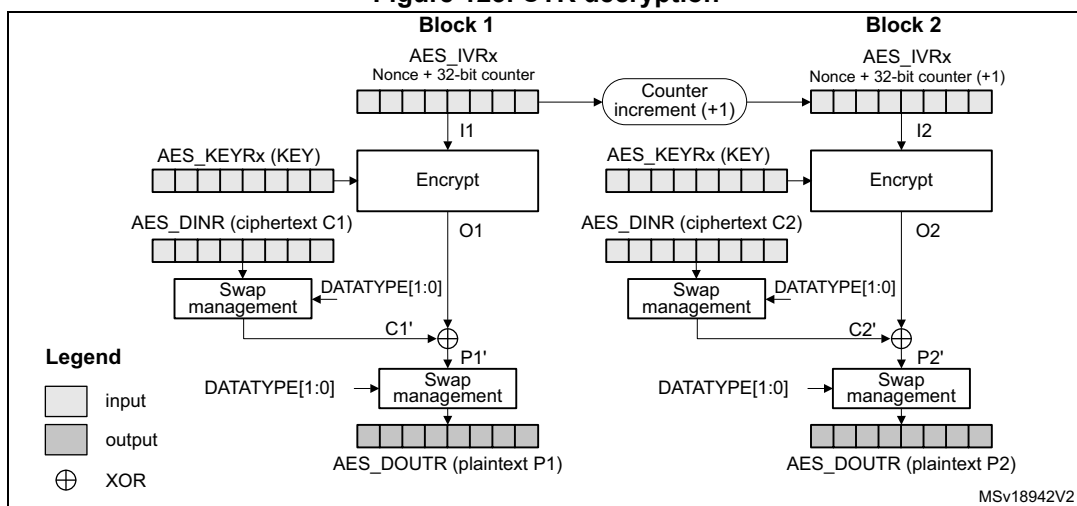 Block 1
Block 2
AES_IVRx
Nonce + 32-bit counter
Counter
increment (+1)
AES_IVRx
Nonce + 32-bit counter (+1)
I1
I2
AES_KEYRx (KEY)
Encrypt
AES_KEYRx (KEY)
Encrypt
AES_DINR (ciphertext C1)
O1
AES_DINR (ciphertext C2)
O2
Swap
management
DATATYPE[1:0]
Swap
management
DATATYPE[1:0]
C1'
C2'
P1'
P2'
Legend
input
output
XOR
DATATYPE[1:0]
Swap
management
DATATYPE[1:0]
Swap
management
AES_DOUTR (plaintext P1)
AES_DOUTR (plaintext P2)
MSv18942V2